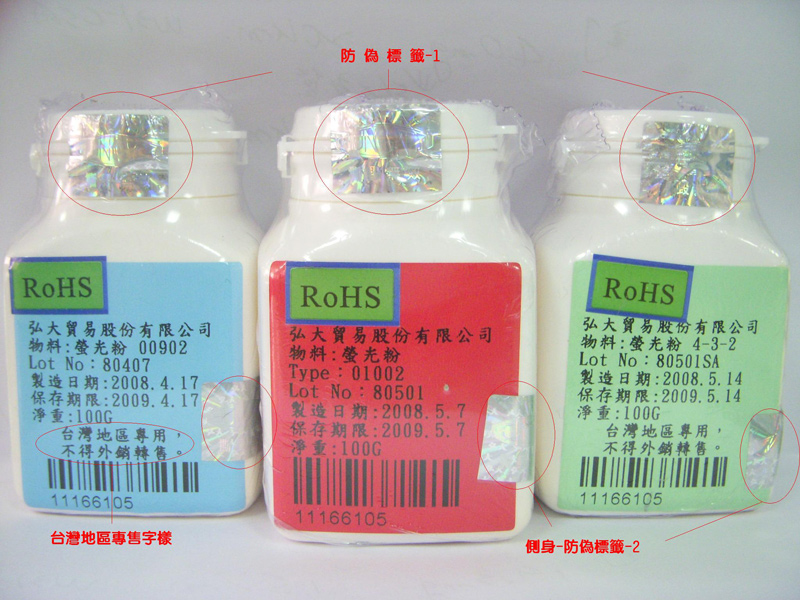 防 偽 標 籤-1
RoHS
弘大貿易股份有限公司
物料:螢光粉 00902
Lot No：80407
製造日期:2008.4.17
保存期限:2009.4.17
淨重:100G
台灣地區專用，
不得外銷轉售。
11166105
RoHS
弘大貿易股份有限公司
物料:螢光粉
Type：01002
Lot No：80501
製造日期:2008.5.7
保存期限:2009.5.7
淨重:100G
11166105
RoHS
弘大貿易股份有限公司
物料:螢光粉 4-3-2
Lot No：80501SA
製造日期:2008.5.14
保存期限:2009.5.14
淨重:100G
台灣地區專用，
不得外銷轉售。
11166105
台灣地區專售字樣
側身-防偽標籤-2